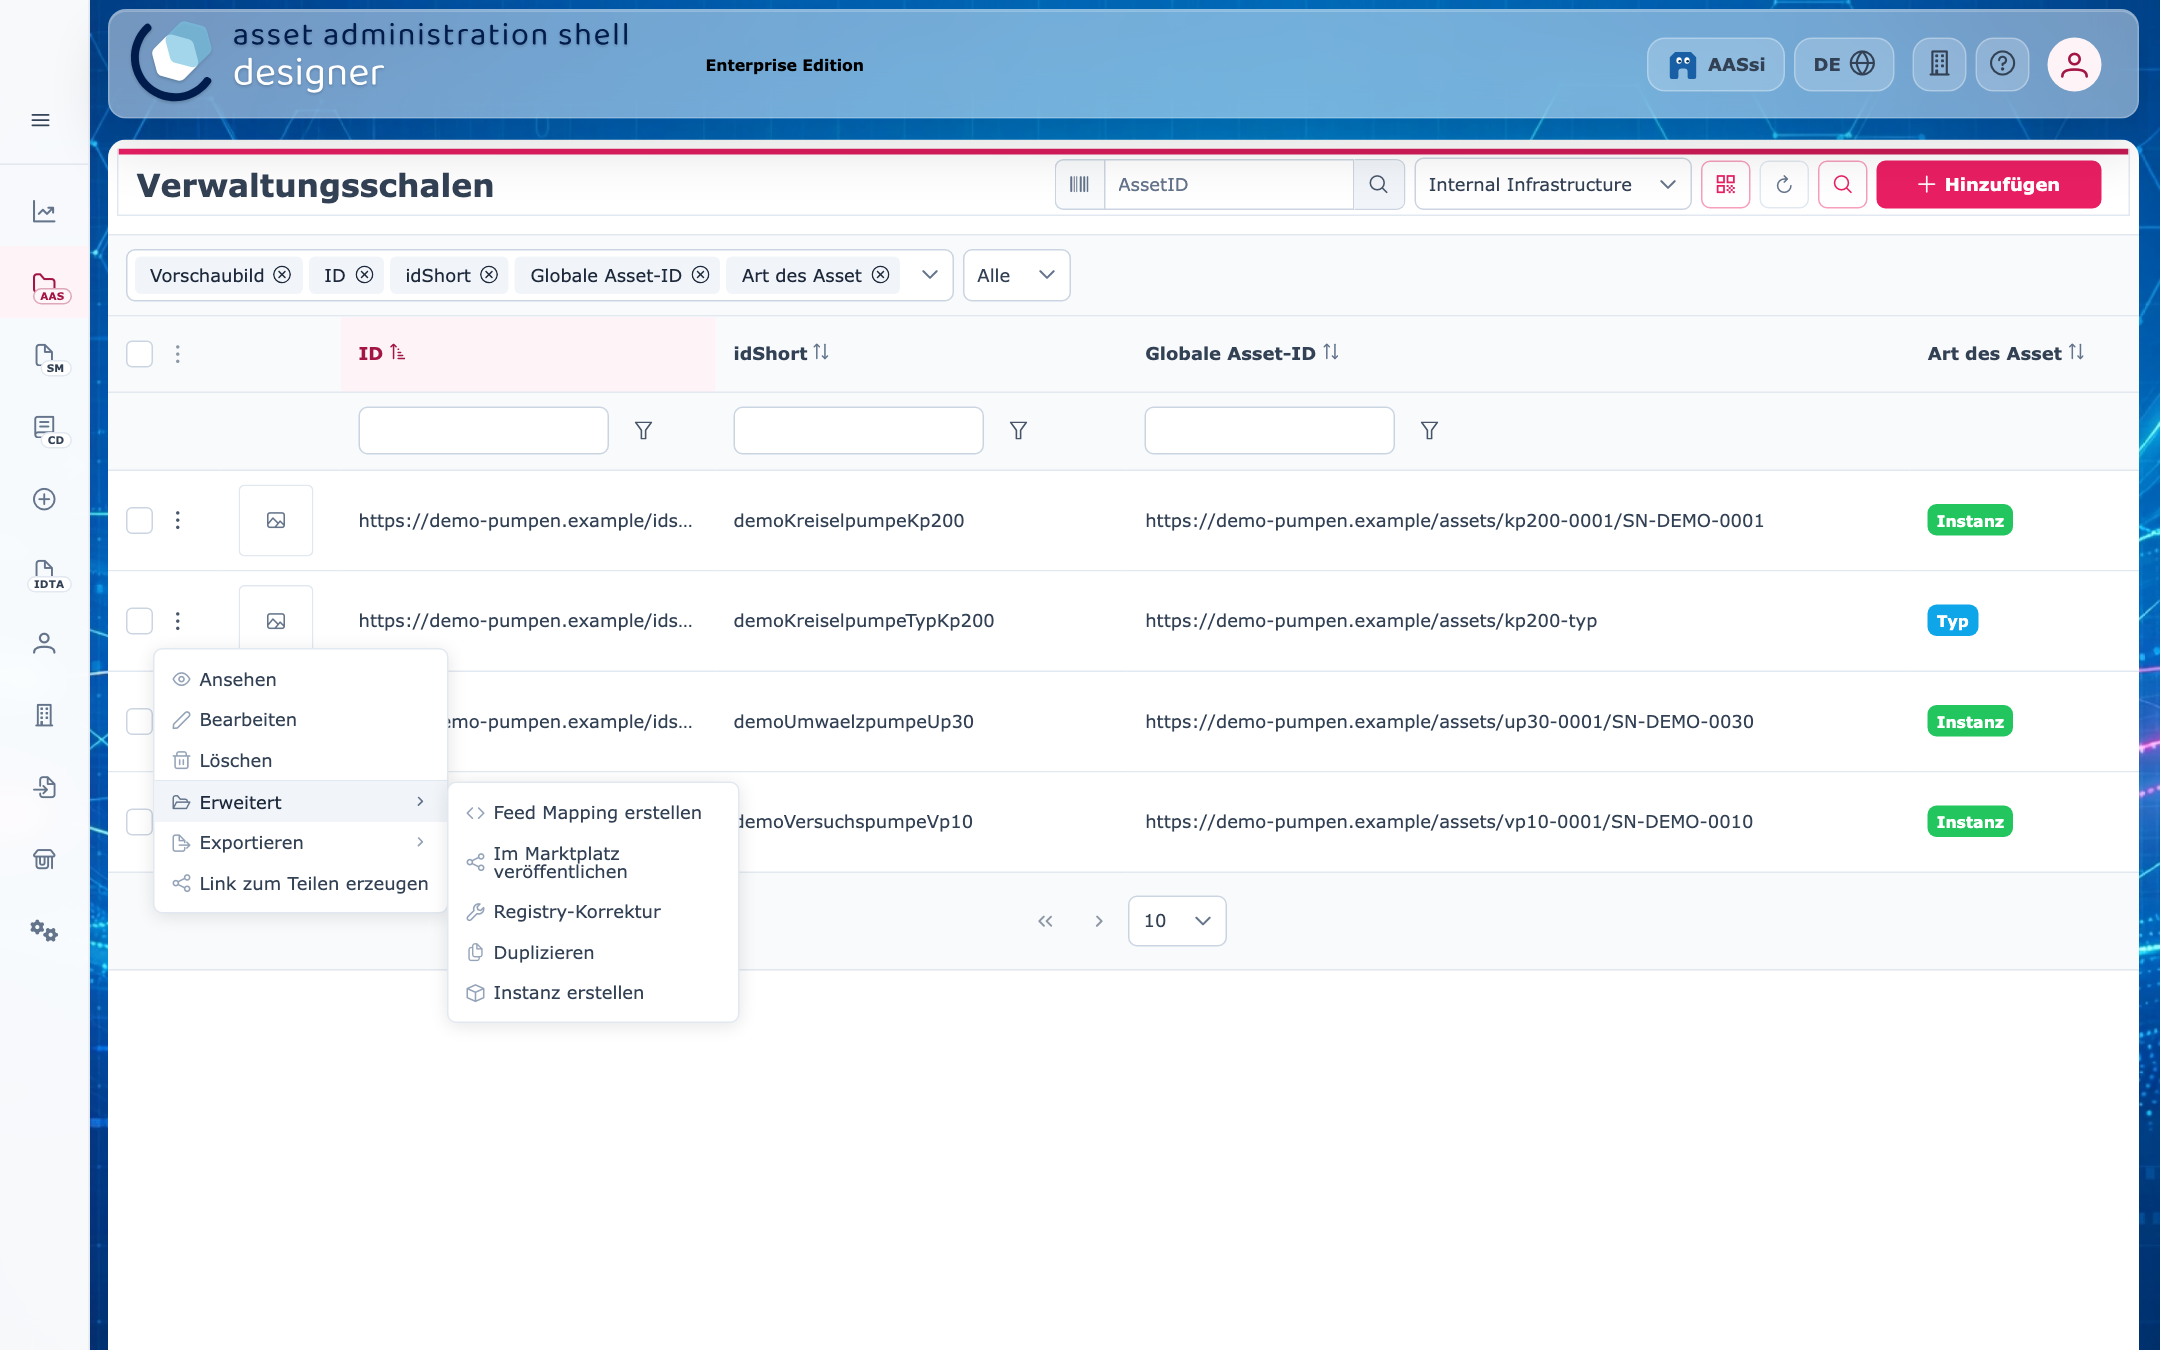 asset administration shell
designer
Enterprise Edition
AASsi
DE
Verwaltungsschalen
AssetID
Internal Infrastructure
Hinzufügen
AAS
SM
CD
IDTA
Vorschaubild
ID
idShort
Globale Asset-ID
Art des Asset
Alle
ID
idShort
Globale Asset-ID
Art des Asset
https://demo-pumpen.example/ids...
demoKreiselpumpeKp200
https://demo-pumpen.example/assets/kp200-0001/SN-DEMO-0001
Instanz
https://demo-pumpen.example/ids...
demoKreiselpumpeTypKp200
https://demo-pumpen.example/assets/kp200-typ
Typ
emo-pumpen.example/ids...
demoUmwaelzpumpeUp30
https://demo-pumpen.example/assets/up30-0001/SN-DEMO-0030
Instanz
demoVersuchspumpeVp10
https://demo-pumpen.example/assets/vp10-0001/SN-DEMO-0010
Instanz
Ansehen
Bearbeiten
Löschen
Erweitert
Exportieren
Link zum Teilen erzeugen
Feed Mapping erstellen
Im Marktplatz
veröffentlichen
Registry-Korrektur
Duplizieren
Instanz erstellen
10